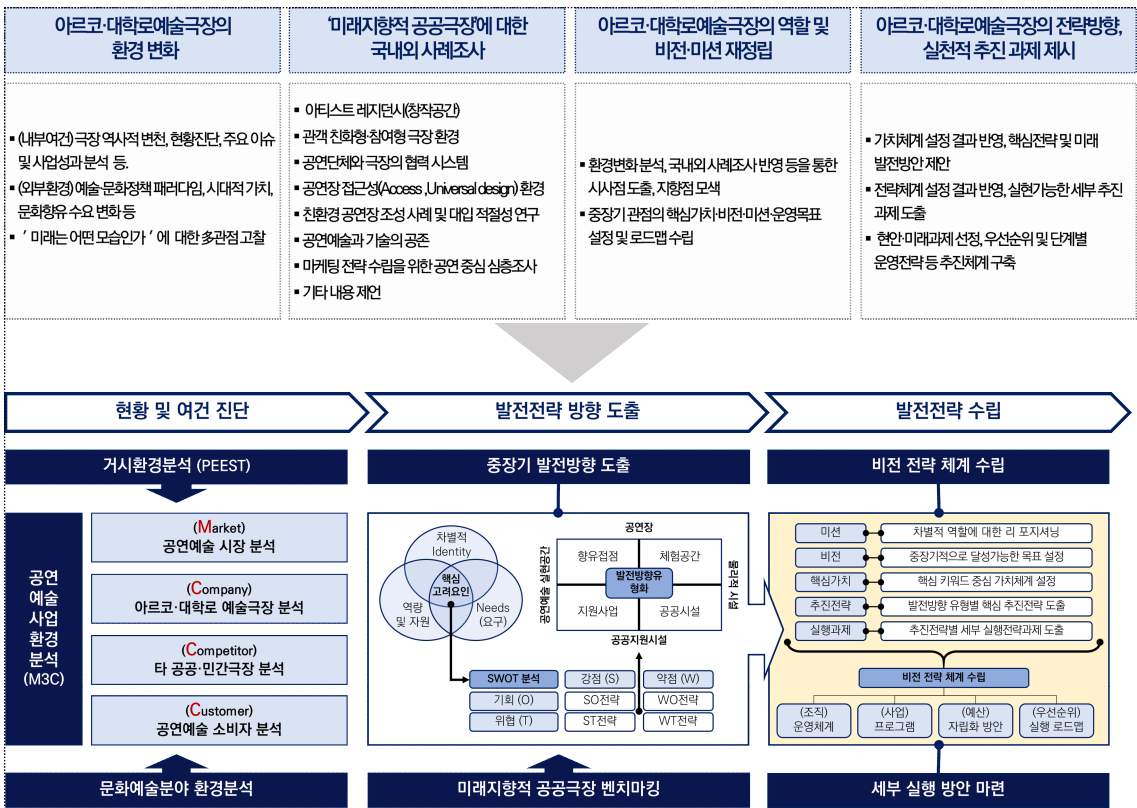 아르코·대학로예술극장의
환경 변화
'미래지향적 공공극장'에 대한
국내외 사례조사
아르코·대학로예술극장의 역할 및
비전·미션 재정립
아르코·대학로예술극장의 전략방향,
실천적 추진 과제 제시
▪ (내부여건) 극장 역사적 변천, 현황진단, 주요 이슈
및 사업성과 분석 등.
▪ (외부환경) 예술·문화정책 패러다임, 시대적 가치,
문화향유 수요 변화 등
▪ ′ 미래는 어떤 모습인가 ′ 에 대한 多관점 고찰
▪ 아티스트 레지던시(창작공간)
▪ 관객 친화형·참여형 극장 환경
▪ 공연단체와 극장의 협력 시스템
▪ 공연장 접근성(Access ,Universal design) 환경
▪ 친환경 공연장 조성 사례 및 대입 적절성 연구
▪ 공연예술과 기술의 공존
▪ 마케팅 전략 수립을 위한 공연 중심 심층조사
▪ 기타 내용 제언
▪ 환경변화 분석, 국내외 사례조사 반영 등을 통한
시사점 도출, 지향점 모색
▪ 중장기 관점의 핵심가치·비전·미션·운영목표
설정 및 로드맵 수립
▪ 가치체계 설정 결과 반영, 핵심전략 및 미래
발전방안 제안
▪ 전략체계 설정 결과 반영, 실현가능한 세부 추진
과제 도출
▪ 현안·미래과제 선정, 우선순위 및 단계별
운영전략 등 추진체계 구축
현황 및 여건 진단
발전전략 방향 도출
발전전략 수립
거시환경분석 (PEEST)
공연
예술
사업
환경
분석
(M3C)
(Market)
공연예술 시장 분석
(Company)
아르코·대학로 예술극장 분석
(Competitor)
타 공공·민간극장 분석
(Customer)
공연예술 소비자 분석
문화예술분야 환경분석
중장기 발전방향 도출
차별적
Identity
핵심
고려요인
역량
및 자원
Needs
(요구)
공연장
공연예술 실험공간
향유접점
체험공간
발전방향유
형화
지원사업
공공시설
물리적 시설
공공지원시설
SWOT 분석
강점 (S)
약점 (W)
기회 (O)
SO전략
WO전략
위협 (T)
ST전략
WT전략
미래지향적 공공극장 벤치마킹
비전 전략 체계 수립
미션
차별적 역할에 대한 리 포지셔닝
비전
중장기적으로 달성가능한 목표 설정
핵심가치
핵심 키워드 중심 가치체계 설정
추진전략
발전방향 유형별 핵심 추진전략 도출
실행과제
추진전략별 세부 실행전략과제 도출
비전 전략 체계 수립
(조직)
운영체계
(사업)
프로그램
(예산)
자립화 방안
(우선순위)
실행 로드맵
세부 실행 방안 마련